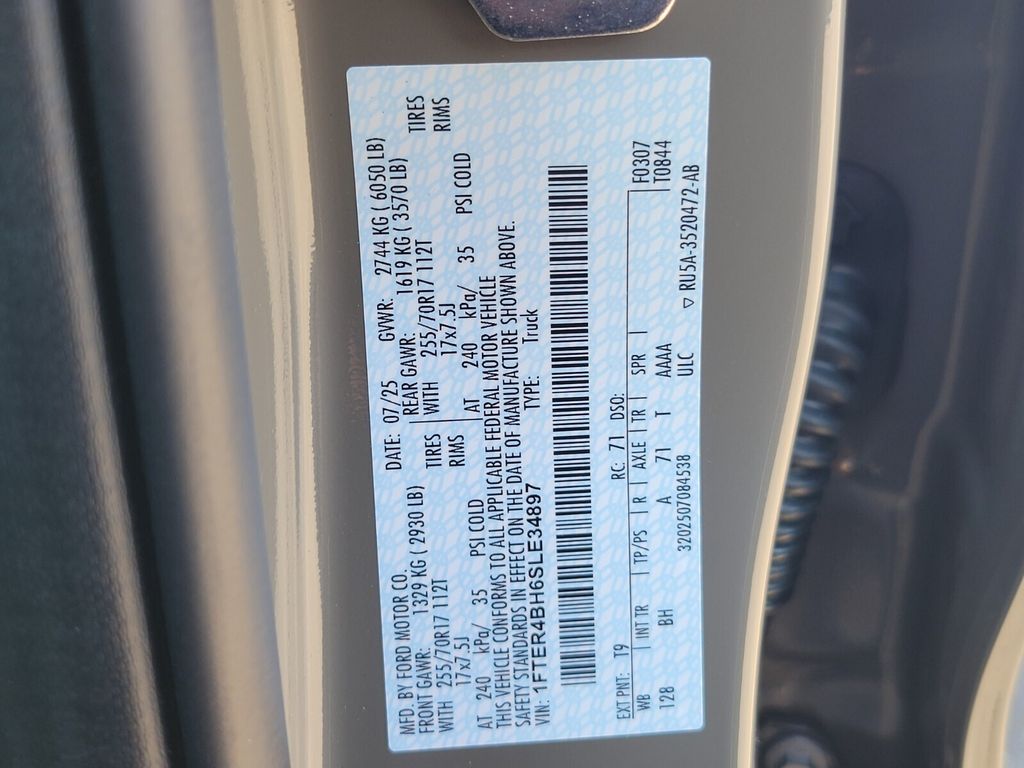 MFD. BY FORD MOTOR CO. DATE: 07/25 GVWR: 2744 KG ( 6050 LB)
FRONT GAWR: 1329 KG ( 2930 LB) REAR GAWR: 1619 KG ( 3570 LB)
WITH 255/70R17 112T TIRES WITH 255/70R17 112T TIRES
17x7.5J RIMS 17x7.5J RIMS
AT 240 kPa/ 35 PSI COLD AT 240 kPa/ 35 PSI COLD
THIS VEHICLE CONFORMS TO ALL APPLICABLE FEDERAL MOTOR VEHICLE
SAFETY STANDARDS IN EFFECT ON THE DATE OF MANUFACTURE SHOWN ABOVE.
VIN: 1FTER4BH6SLE34897 TYPE: Truck
EXT PNT: T9 RC: 71 DSO: F0307
WB INT TR TP/PS R AXLE TR SPR T0844
128 BH A 71 T AAAA
320250708​4538 ULC ▽ RU5A-3520472-AB